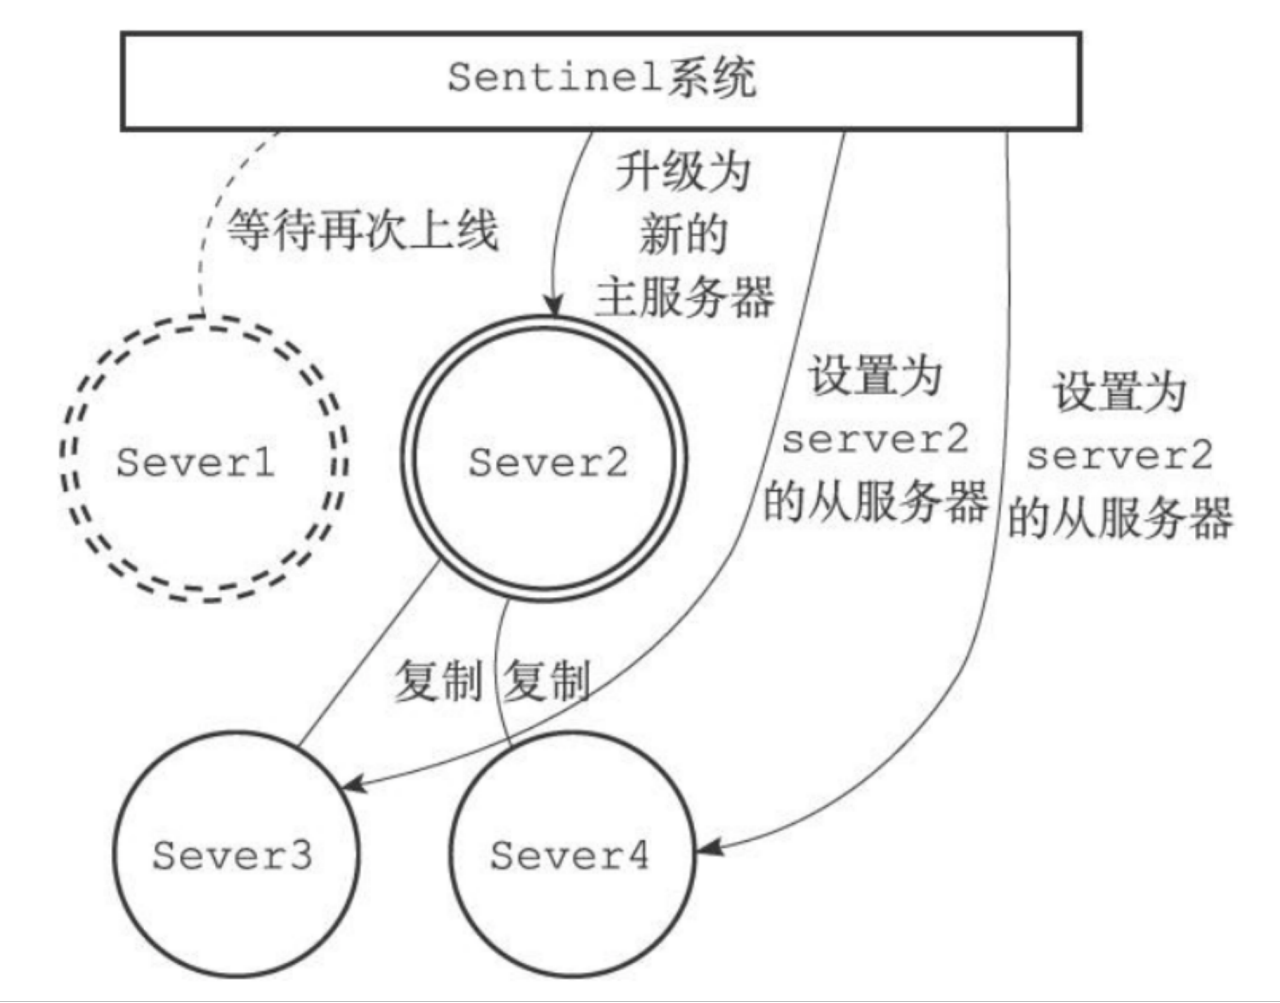 Sentinel系统
等待再次上线
升级为
新的
主服务器
设置为
server2
的从服务器
设置为
server2
的从服务器
Sever1
Sever2
复制
复制
Sever3
Sever4